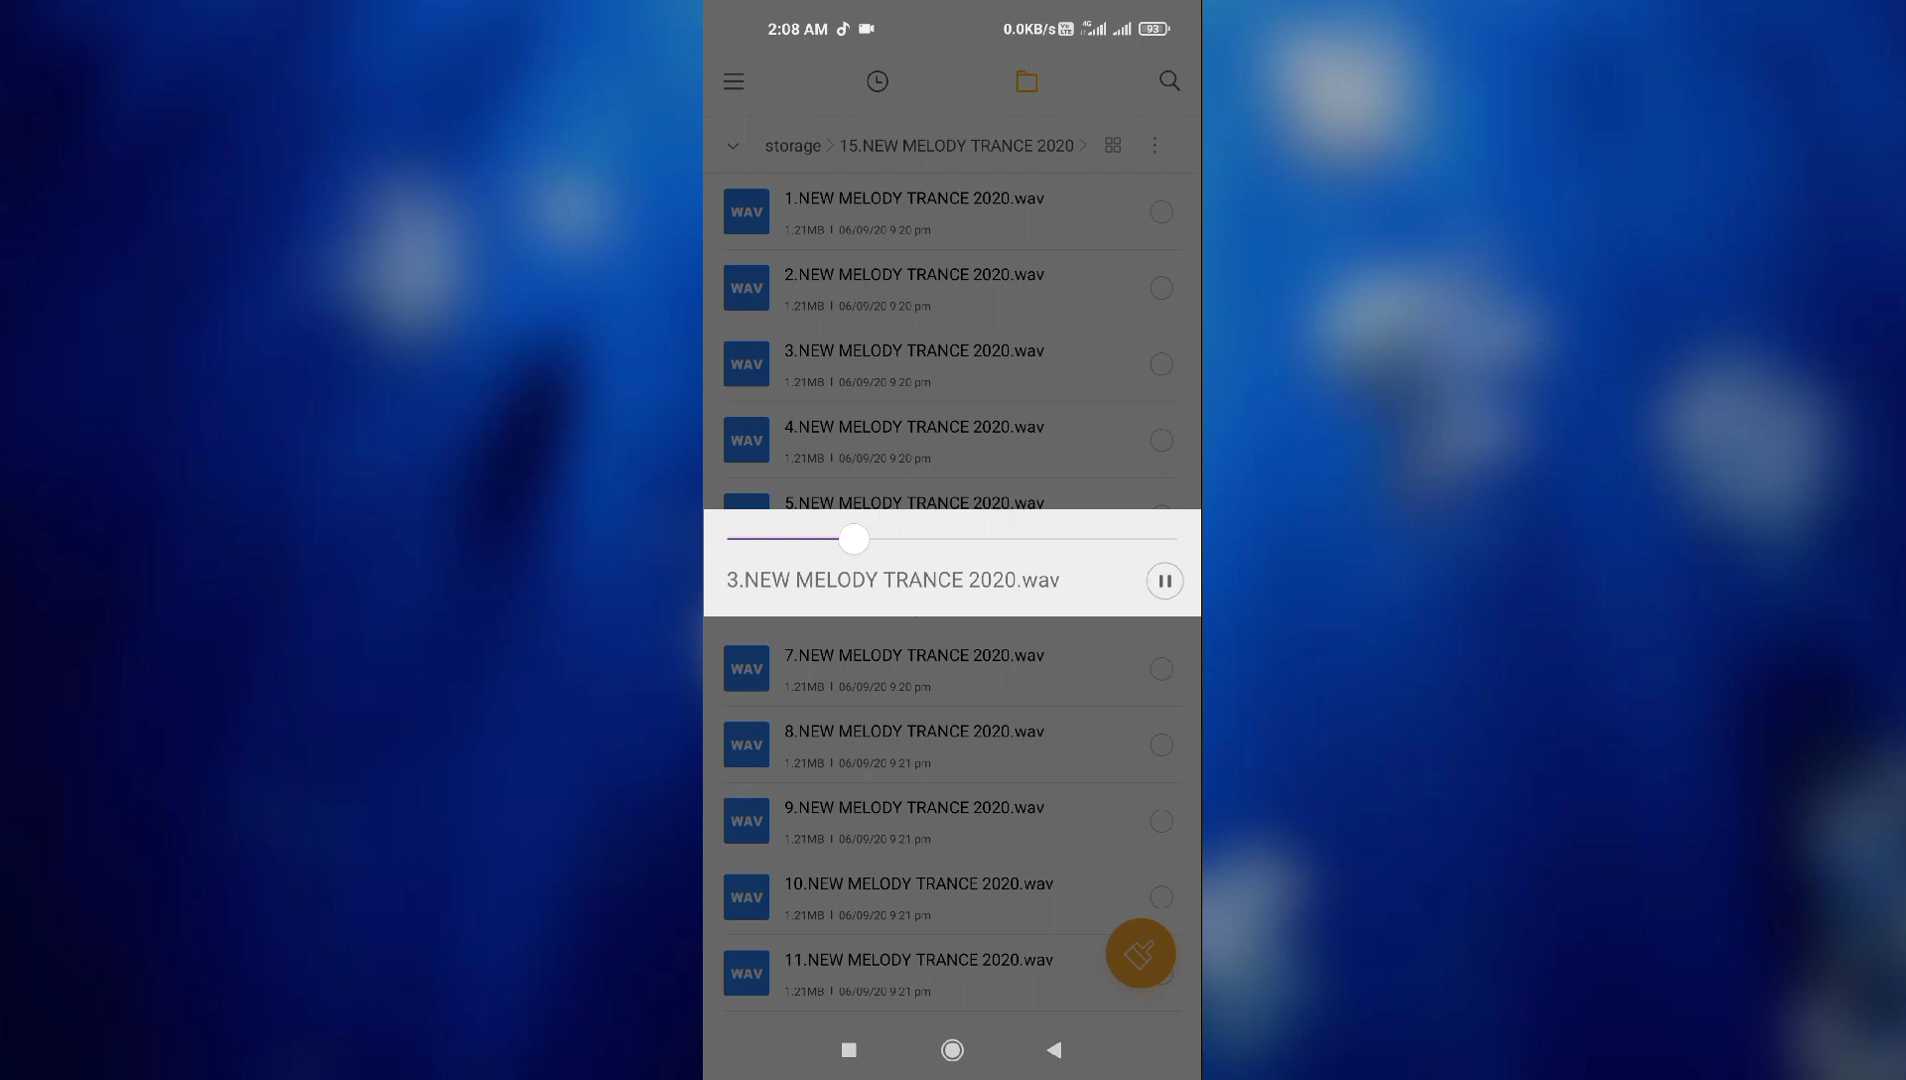 2:08 AM 0.0KB/s Vo LTE 4G 93
storage 15.NEW MELODY TRANCE 2020
WAV 1.NEW MELODY TRANCE 2020.wav
1.21MB | 06/09/20 9:20 pm
WAV 2.NEW MELODY TRANCE 2020.wav
1.21MB | 06/09/20 9:20 pm
WAV 3.NEW MELODY TRANCE 2020.wav
1.21MB | 06/09/20 9:20 pm
WAV 4.NEW MELODY TRANCE 2020.wav
1.21MB | 06/09/20 9:20 pm
5.NEW MELODY TRANCE 2020.wav
3.NEW MELODY TRANCE 2020.wav
WAV 7.NEW MELODY TRANCE 2020.wav
1.21MB | 06/09/20 9:20 pm
WAV 8.NEW MELODY TRANCE 2020.wav
1.21MB | 06/09/20 9:21 pm
WAV 9.NEW MELODY TRANCE 2020.wav
1.21MB | 06/09/20 9:21 pm
WAV 10.NEW MELODY TRANCE 2020.wav
1.21MB | 06/09/20 9:21 pm
WAV 11.NEW MELODY TRANCE 2020.wav
1.21MB | 06/09/20 9:21 pm